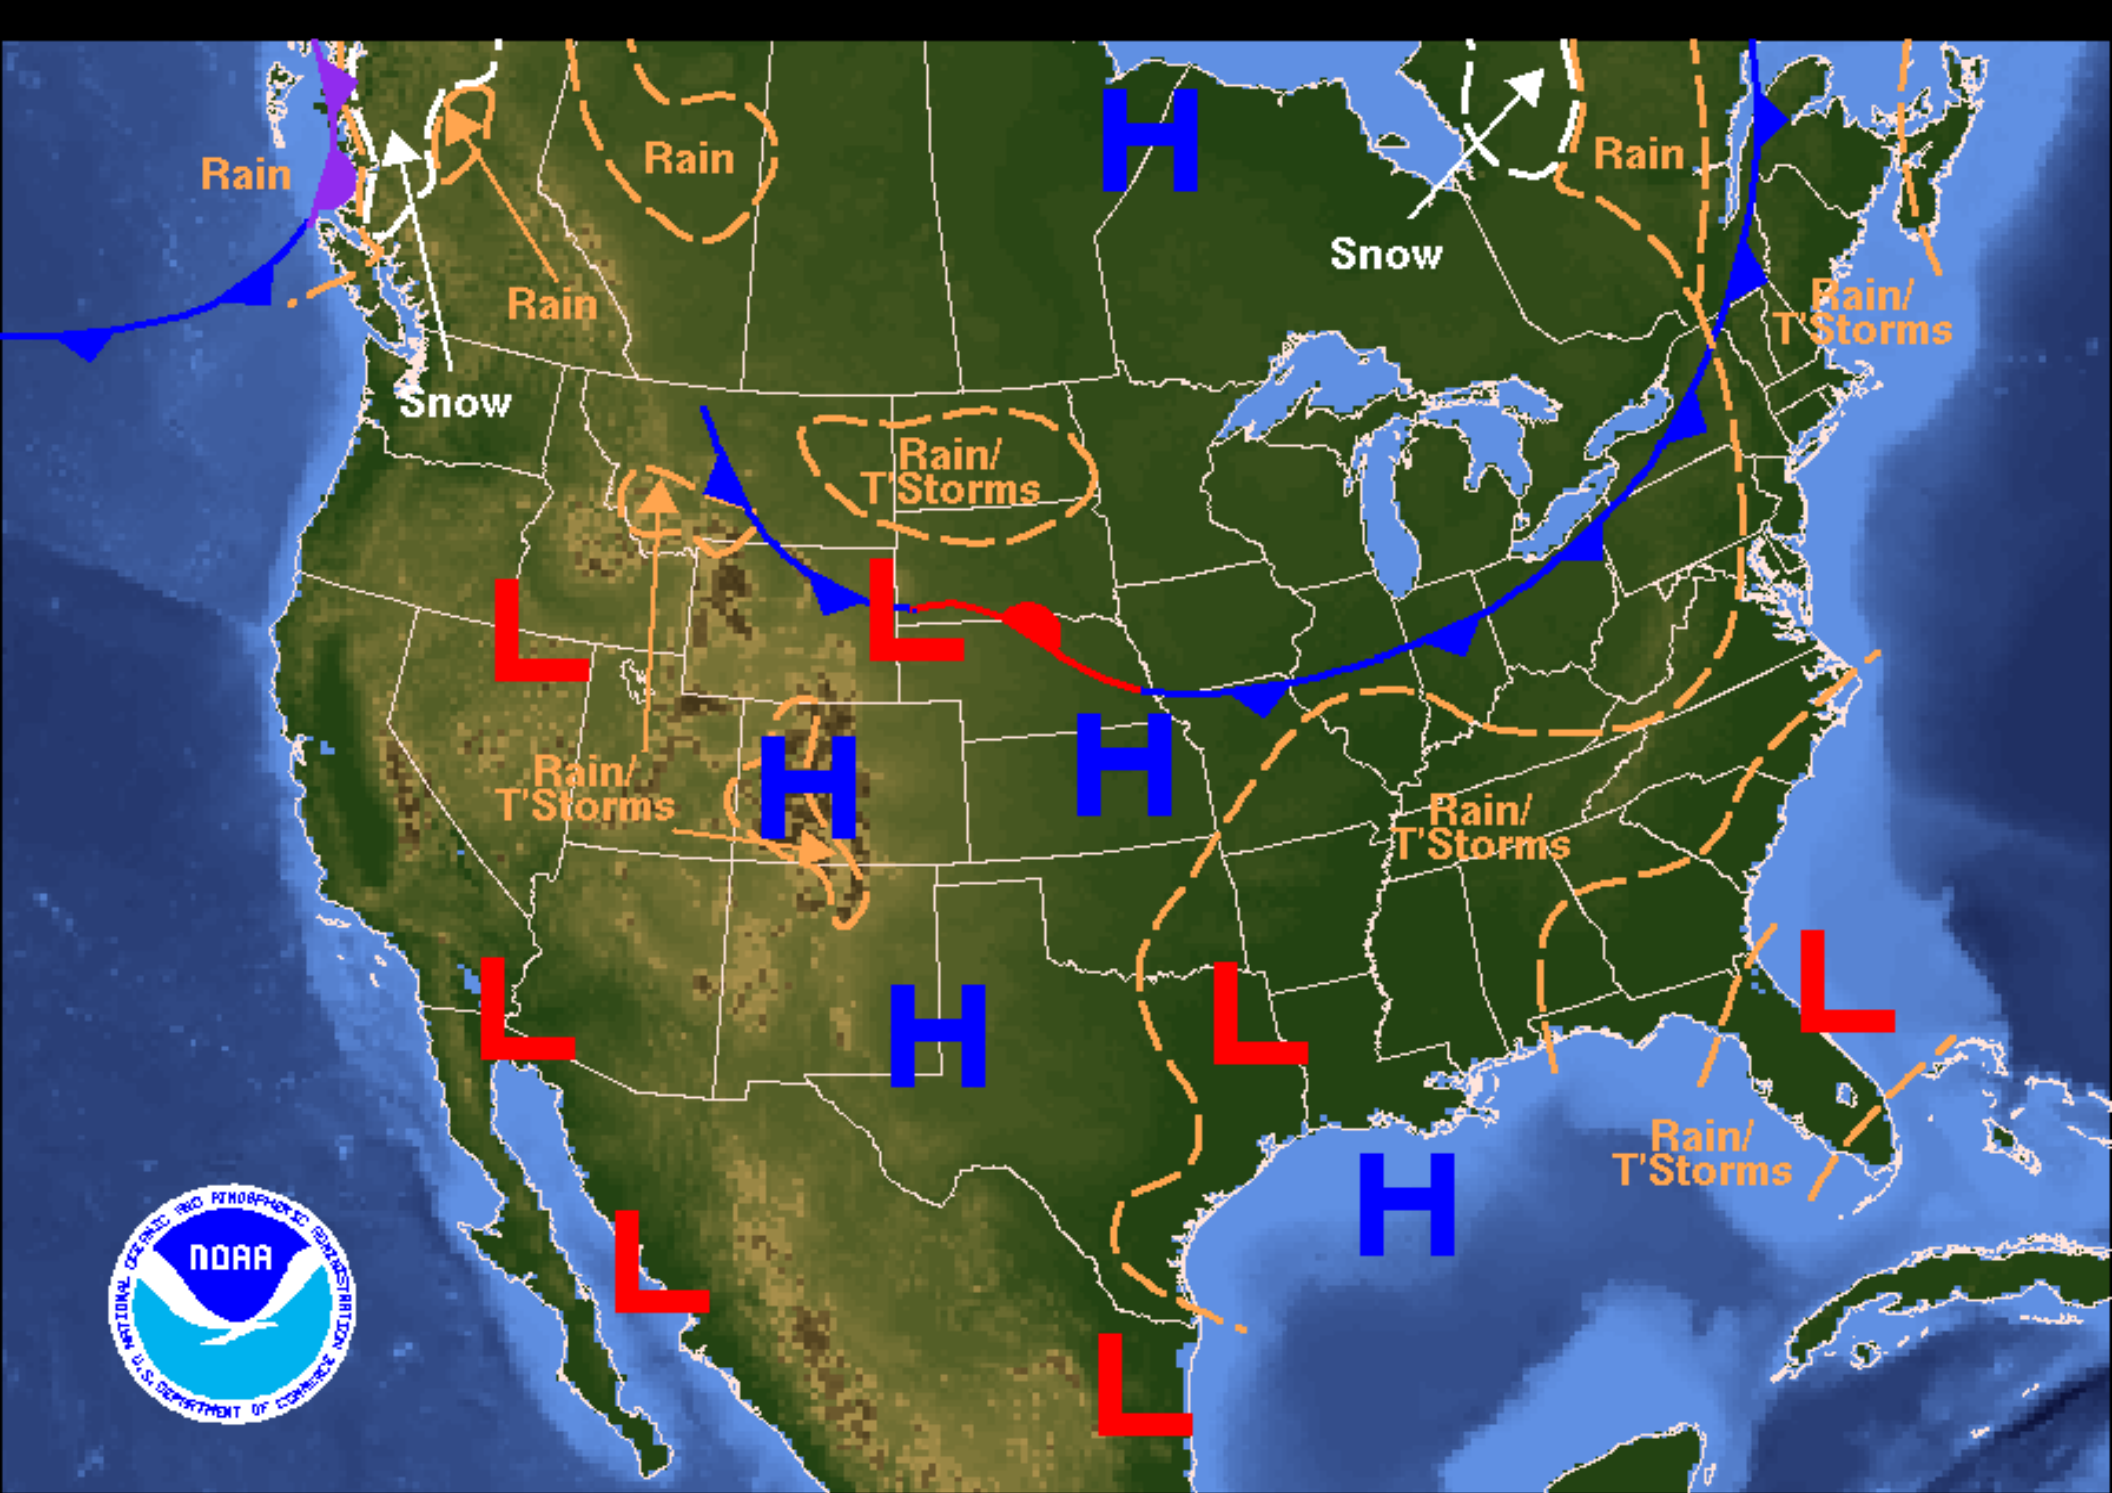 H
Rain
Rain
Rain
Snow
Rain
Rain/
T'Storms
Snow
Rain/
T'Storms
L
L
H
H
Rain/
T'Storms
Rain/
T'Storms
L
L
H
L
Rain/
T'Storms
H
L
L
NOAA
NATIONAL OCEANIC AND ATMOSPHERIC ADMINISTRATION
U.S. DEPARTMENT OF COMMERCE